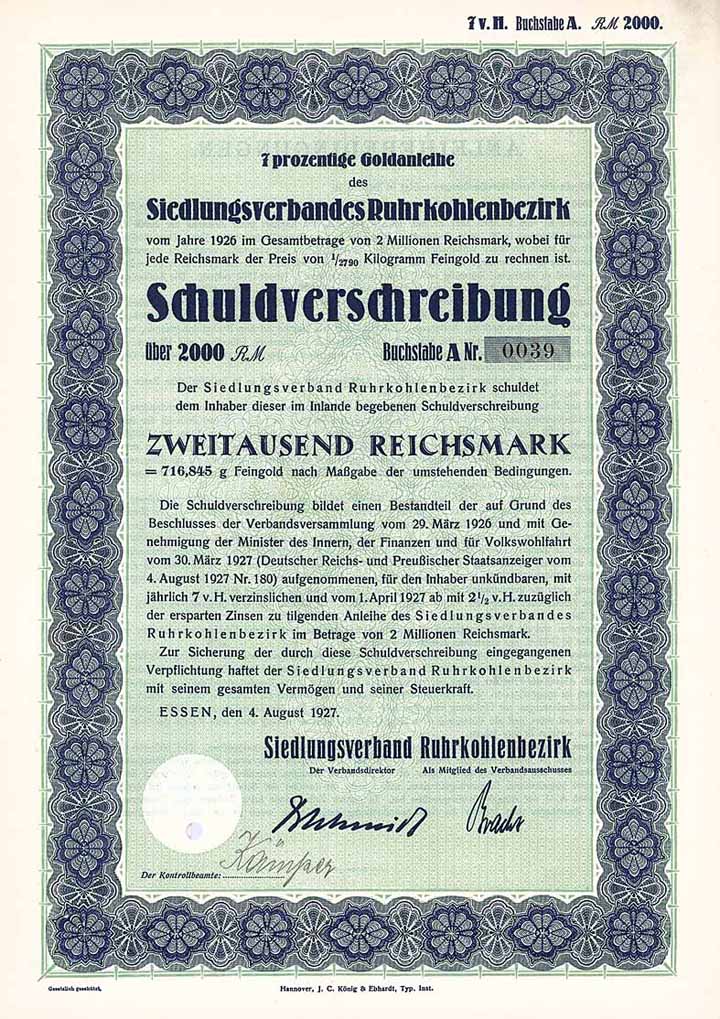 7 v. H. Buchstabe A. RM 2000.
7 prozentige Goldanleihe
des
Siedlungsverbandes Ruhrkohlenbezirk
vom Jahre 1926 im Gesamtbetrage von 2 Millionen Reichsmark, wobei für
jede Reichsmark der Preis von 1/2790 Kilogramm Feingold zu rechnen ist.
Schuldverschreibung
über 2000 RM Buchstabe A Nr. 0039
Der Siedlungsverband Ruhrkohlenbezirk schuldet
dem Inhaber dieser im Inlande begebenen Schuldverschreibung
ZWEITAUSEND REICHSMARK
= 716,845 g Feingold nach Maßgabe der umstehenden Bedingungen.
Die Schuldverschreibung bildet einen Bestandteil der auf Grund des
Beschlusses der Verbandsversammlung vom 29. März 1926 und mit Ge-
nehmigung der Minister des Innern, der Finanzen und für Volkswohlfahrt
vom 30. März 1927 (Deutscher Reichs- und Preußischer Staatsanzeiger vom
4. August 1927 Nr. 180) aufgenommenen, für den Inhaber unkündbaren, mit
jährlich 7 v. H. verzinslichen und vom 1. April 1927 ab mit 2 1/2 v. H. zuzüglich
der ersparten Zinsen zu tilgenden Anleihe des Siedlungsverbandes
Ruhrkohlenbezirk im Betrage von 2 Millionen Reichsmark.
Zur Sicherung der durch diese Schuldverschreibung eingegangenen
Verpflichtung haftet der Siedlungsverband Ruhrkohlenbezirk
mit seinem gesamten Vermögen und seiner Steuerkraft.
ESSEN, den 4. August 1927.
Siedlungsverband Ruhrkohlenbezirk
Der Verbandsdirektor Als Mitglied des Verbandsausschusses
Schmidt Bracht
Der Kontrollbeamte: Kämper
Gesetzlich geschützt.
Hannover, J. C. König & Ebhardt, Typ. Inst.